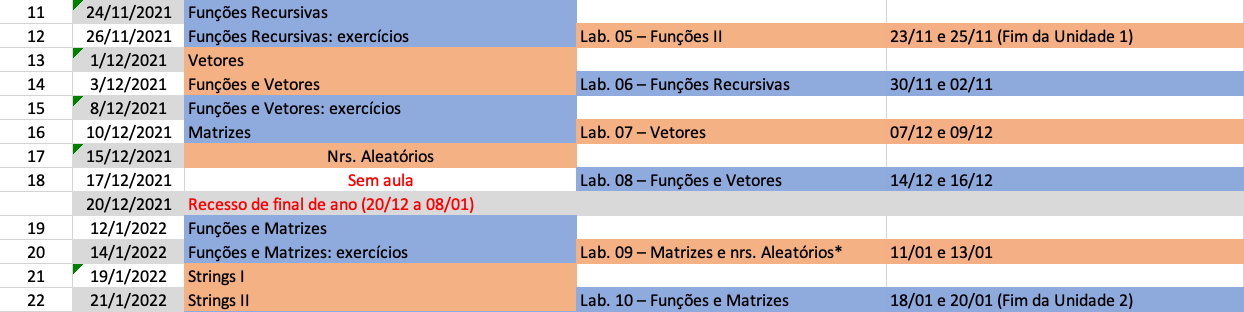 11 24/11/2021 Funções Recursivas
12 26/11/2021 Funções Recursivas: exercícios Lab. 05 – Funções II 23/11 e 25/11 (Fim da Unidade 1)
13 1/12/2021 Vetores
14 3/12/2021 Funções e Vetores Lab. 06 – Funções Recursivas 30/11 e 02/11
15 8/12/2021 Funções e Vetores: exercícios
16 10/12/2021 Matrizes Lab. 07 – Vetores 07/12 e 09/12
17 15/12/2021 Nrs. Aleatórios
18 17/12/2021 Sem aula Lab. 08 – Funções e Vetores 14/12 e 16/12
20/12/2021 Recesso de final de ano (20/12 a 08/01)
19 12/1/2022 Funções e Matrizes
20 14/1/2022 Funções e Matrizes: exercícios Lab. 09 – Matrizes e nrs. Aleatórios* 11/01 e 13/01
21 19/1/2022 Strings I
22 21/1/2022 Strings II Lab. 10 – Funções e Matrizes 18/01 e 20/01 (Fim da Unidade 2)